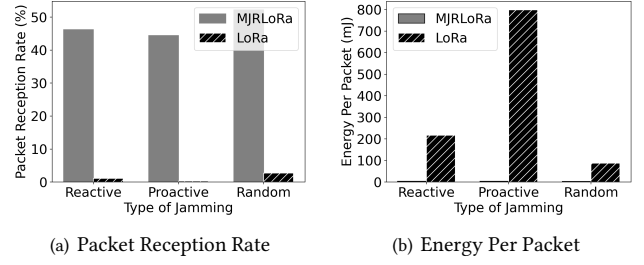 Packet Reception Rate (%)
50
40
30
20
10
0
MJRLoRa
LoRa
Reactive Proactive Random
Type of Jamming
(a) Packet Reception Rate
Energy Per Packet (mJ)
800
700
600
500
400
300
200
100
0
MJRLoRa
LoRa
Reactive Proactive Random
Type of Jamming
(b) Energy Per Packet